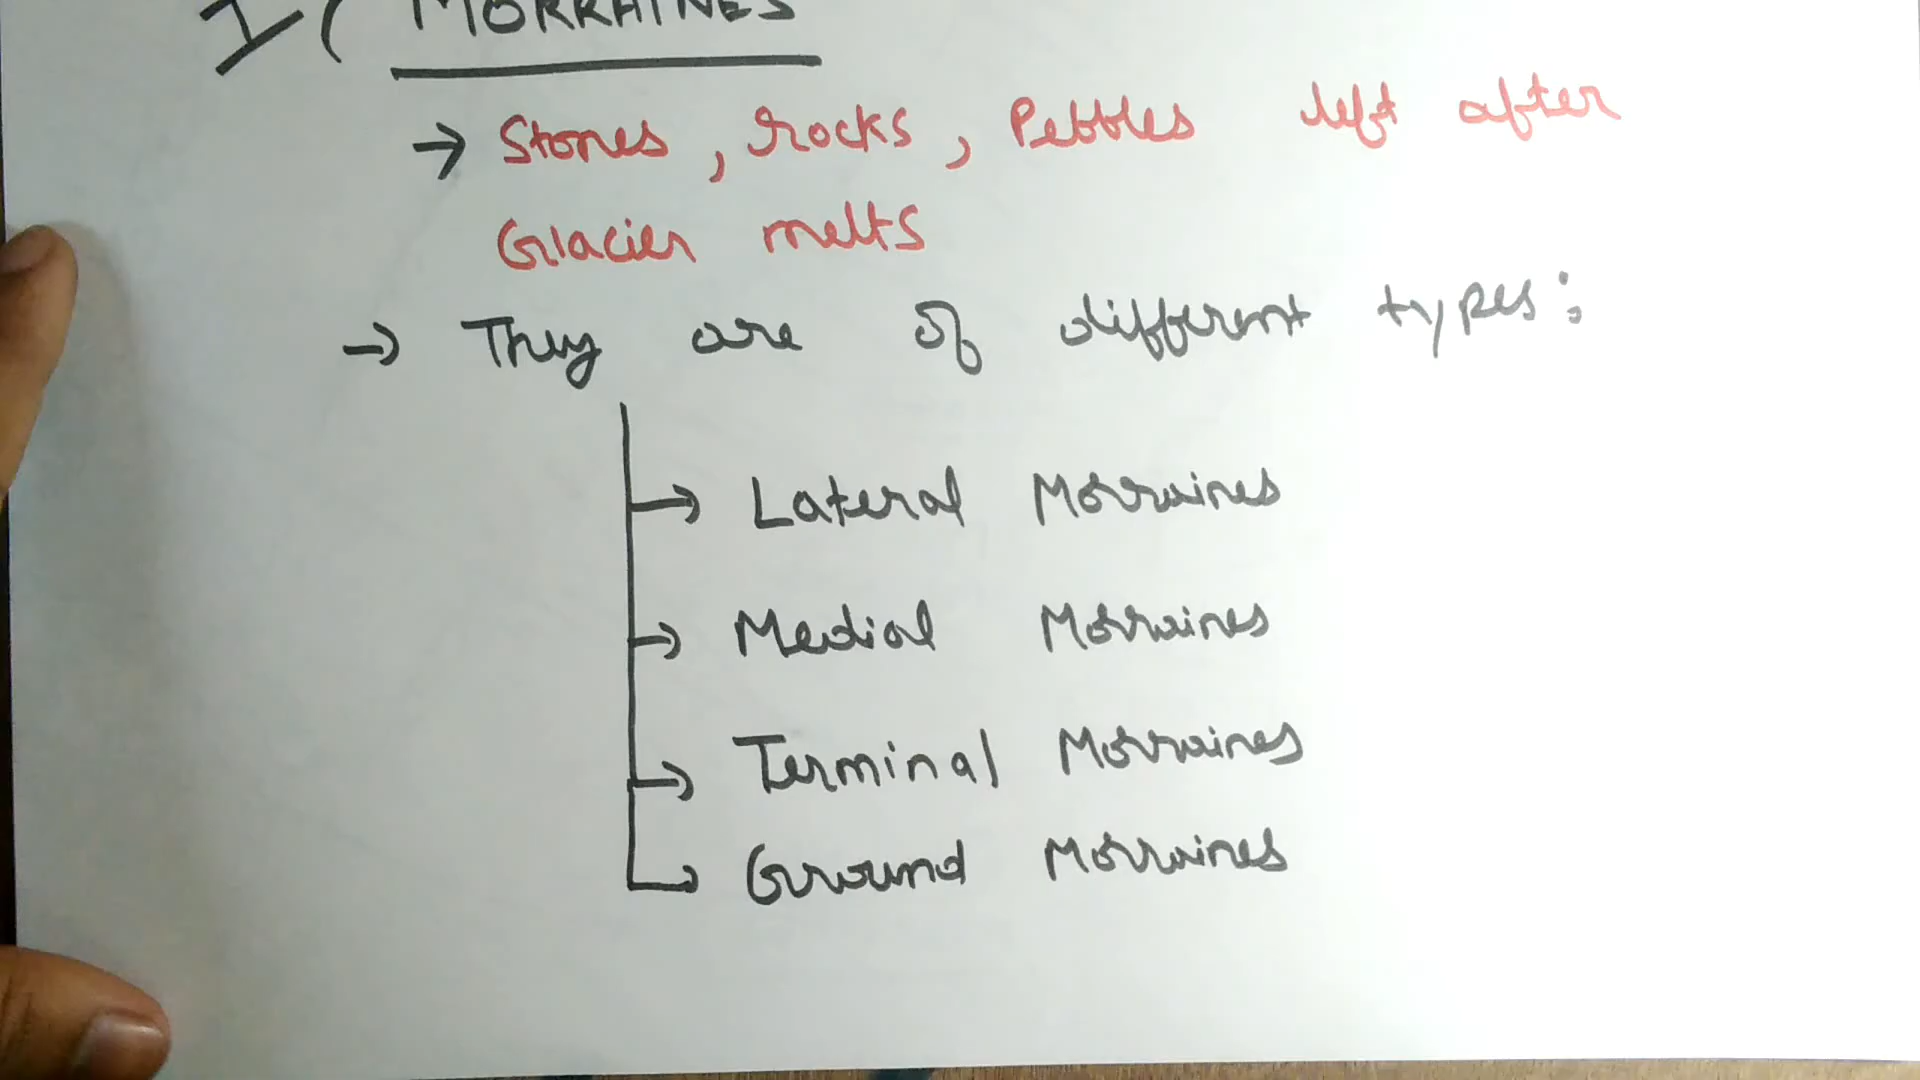 1( MORRAINES
→ Stones, rocks, Pebbles left after
Glacier melts
→ They are of different types:
→ Lateral Morraines
→ Medial Morraines
→ Terminal Morraines
→ Ground Morraines